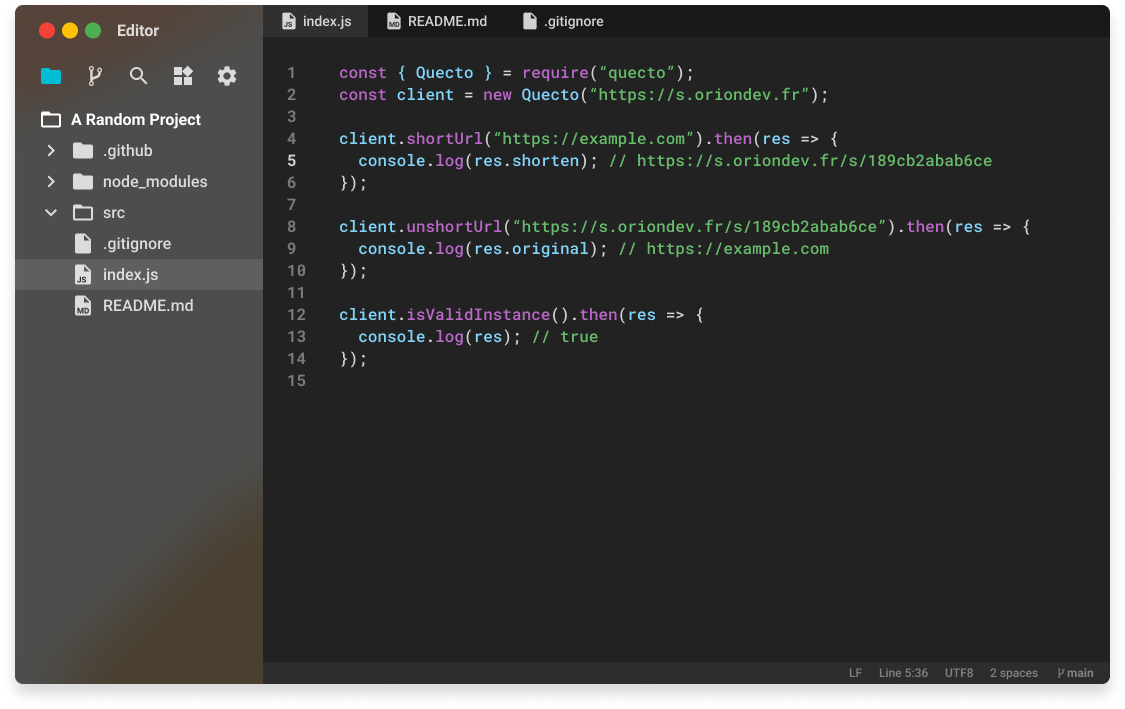 Editor
A Random Project
.github
node_modules
src
.gitignore
index.js
README.md
index.js README.md .gitignore
1 const { Quecto } = require(“quecto”);
2 const client = new Quecto(“https://s.oriondev.fr”);
3
4 client.shortUrl(“https://example.com”).then(res => {
5 console.log(res.shorten); // https://s.oriondev.fr/s/189cb2abab6ce
6 });
7
8 client.unshortUrl(“https://s.oriondev.fr/s/189cb2abab6ce”).then(res => {
9 console.log(res.original); // https://example.com
10 });
11
12 client.isValidInstance().then(res => {
13 console.log(res); // true
14 });
15
LF Line 5:36 UTF8 2 spaces main